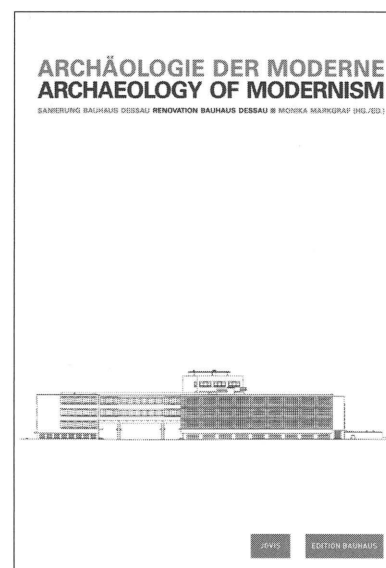 ARCHÄOLOGIE DER MODERNE
ARCHAEOLOGY OF MODERNISM
SANIERUNG BAUHAUS DESSAU RENOVATION BAUHAUS DESSAU MONIKA MARKGRAF (HG./ED.)
JOVIS EDITION BAUHAUS